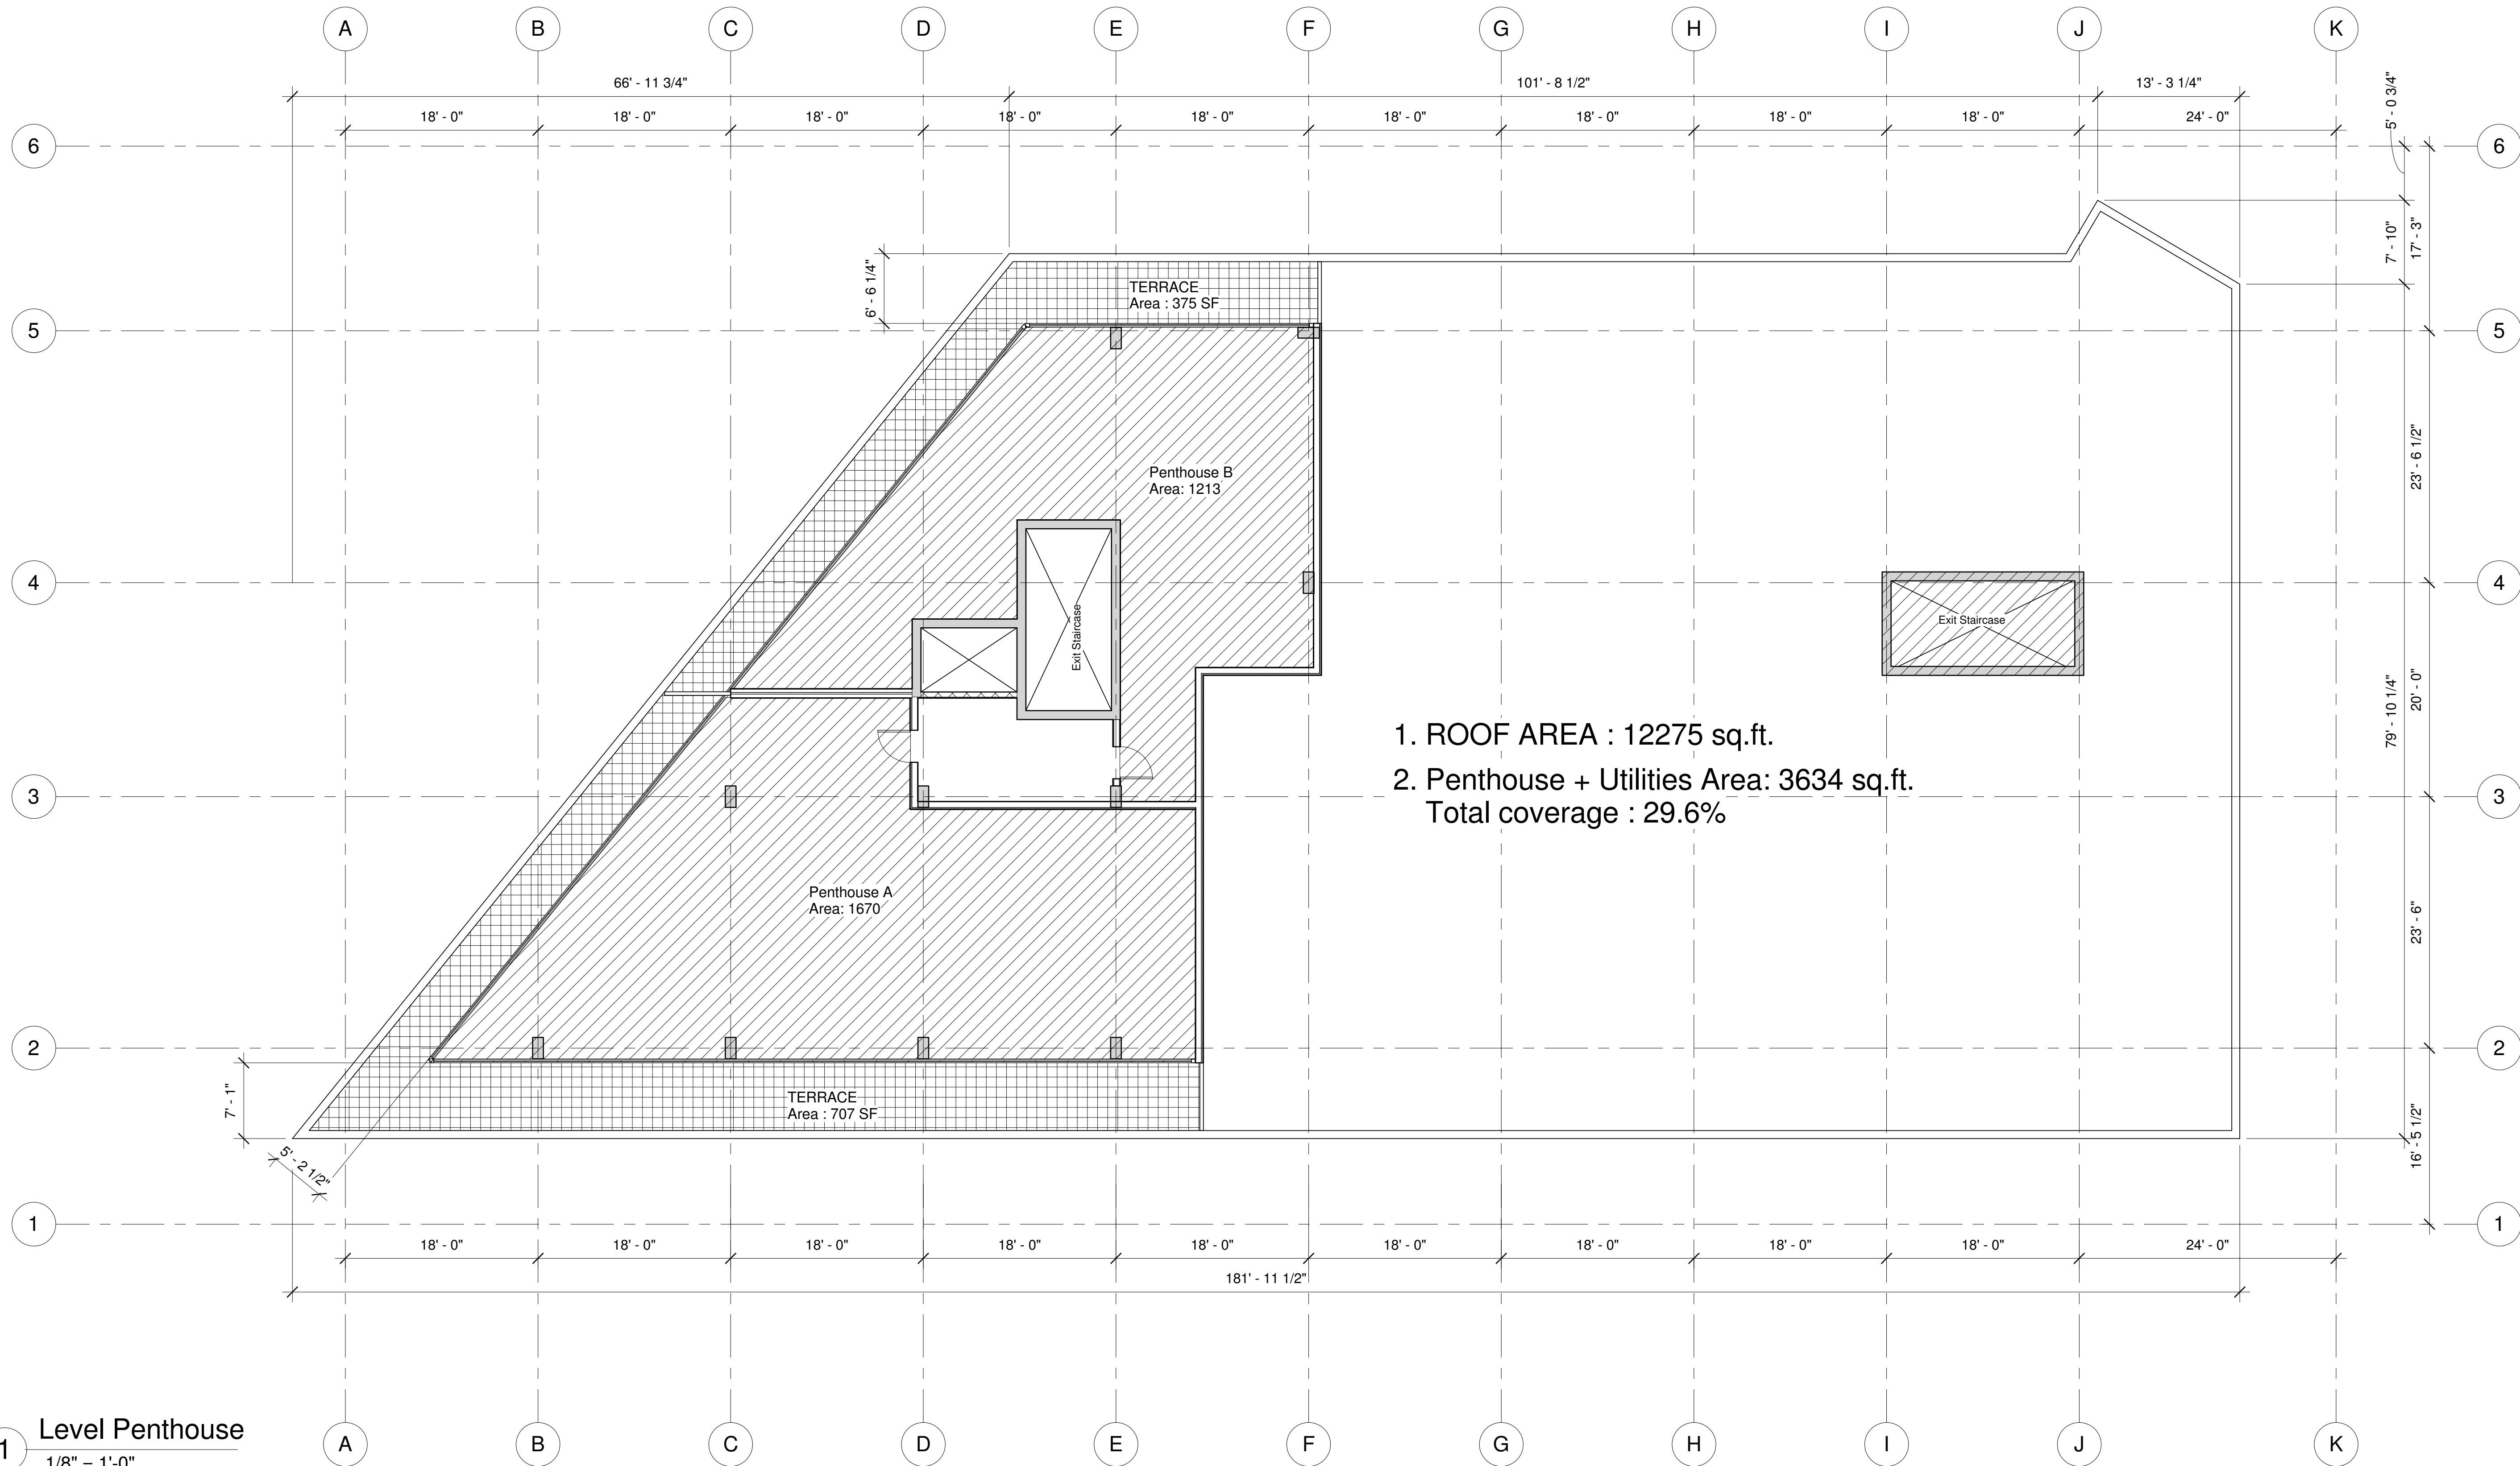 A B C D E F G H I J K
66' - 11 3/4" 101' - 8 1/2" 13' - 3 1/4"
18' - 0" 18' - 0" 18' - 0" 18' - 0" 18' - 0" 18' - 0" 18' - 0" 18' - 0" 18' - 0" 24' - 0"
5' - 0 3/4"
6 6
7' - 10"
17' - 3"
6' - 6 1/4"
TERRACE
Area : 375 SF
5 5
23' - 6 1/2"
Penthouse B
Area: 1213
4 4
Exit Staircase
Exit Staircase
79' - 10 1/4"
20' - 0"
1. ROOF AREA : 12275 sq.ft.
2. Penthouse + Utilities Area: 3634 sq.ft.
Total coverage : 29.6%
3 3
Penthouse A
Area: 1670
23' - 6"
2 2
7' - 1"
TERRACE
Area : 707 SF
16' - 5 1/2"
5' - 2 1/2"
1 1
18' - 0" 18' - 0" 18' - 0" 18' - 0" 18' - 0" 18' - 0" 18' - 0" 18' - 0" 18' - 0" 24' - 0"
181' - 11 1/2"
1 Level Penthouse
1/8" = 1'-0"
A B C D E F G H I J K